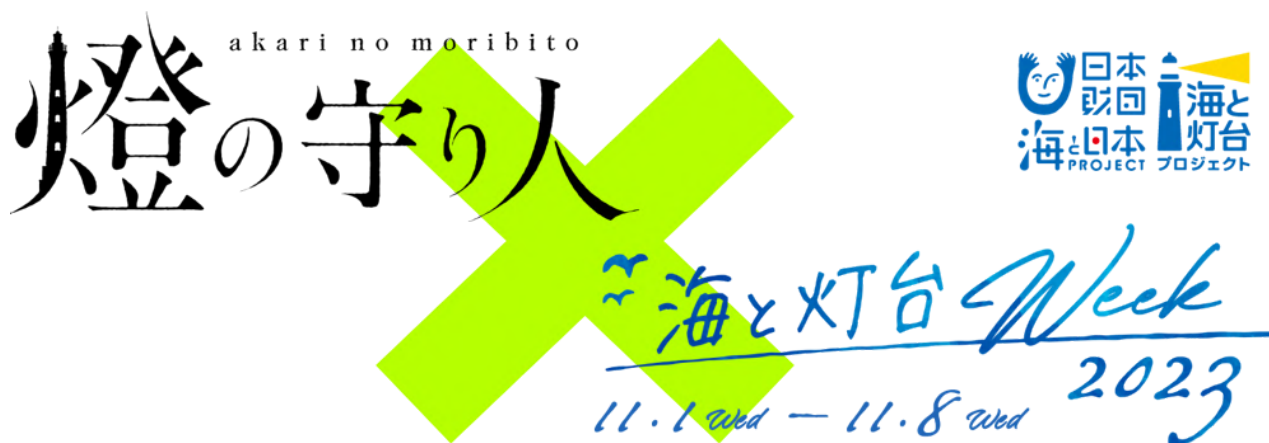 akari no moribito
燈の守り人
日本
財団
海と日本
PROJECT
海と
灯台
プロジェクト
海と灯台Week
2023
11.1 Wed — 11.8 Wed